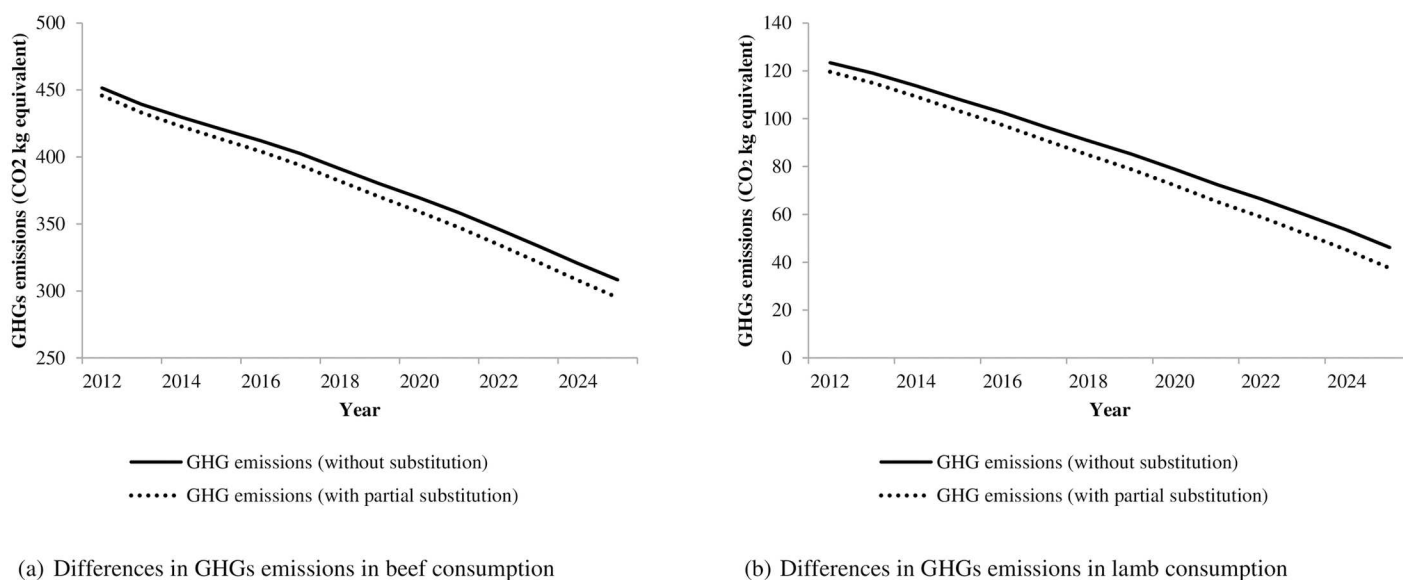 GHGs emissions (CO2 kg equivalent)
500
450
400
350
300
250
2012 2014 2016 2018 2020 2022 2024
Year
GHG emissions (without substitution)
GHG emissions (with partial substitution)
(a) Differences in GHGs emissions in beef consumption
GHGs emissions (CO₂ kg equivalent)
140
120
100
80
60
40
20
0
2012 2014 2016 2018 2020 2022 2024
Year
GHG emissions (without substitution)
GHG emissions (with partial substitution)
(b) Differences in GHGs emissions in lamb consumption